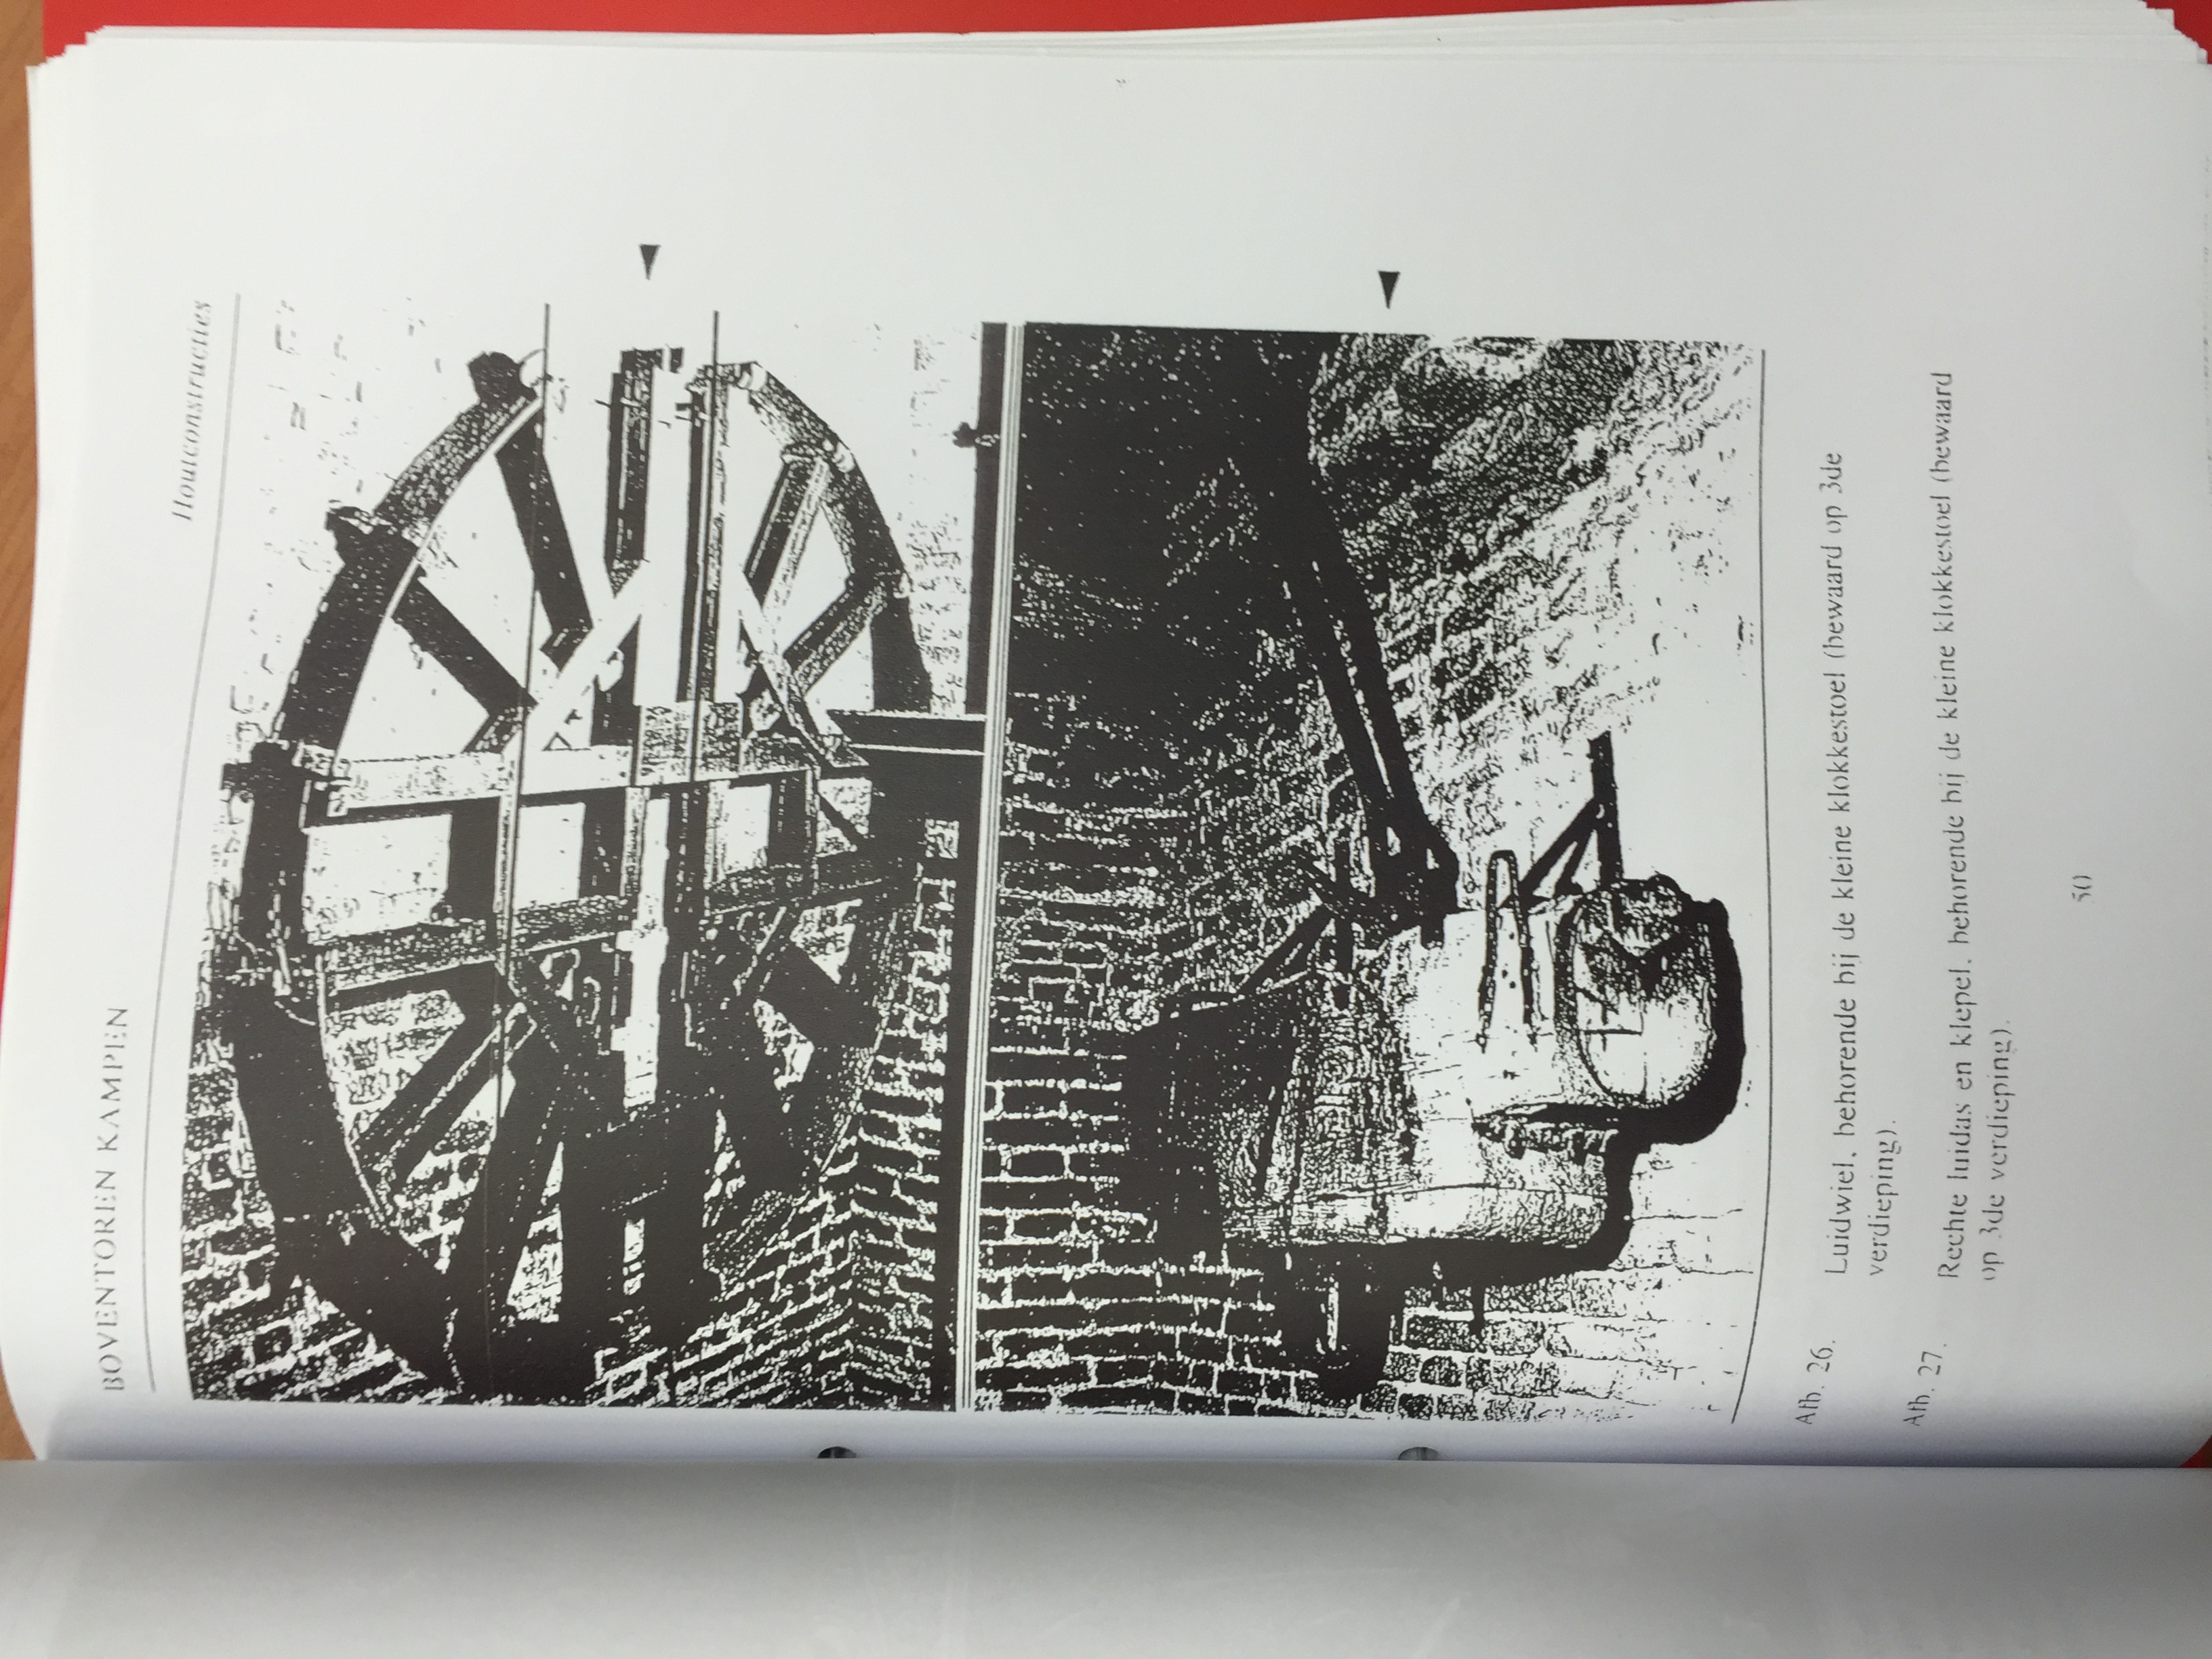 BOVENTOREN KAMPEN
Houtconstructies
Afb. 26. Luidwiel, behorende bij de kleine klokkestoel (bewaard op 3de
verdieping).
Afb. 27. Rechte luidas en klepel, behorende bij de kleine klokkestoel (bewaard
op 3de verdieping).
50